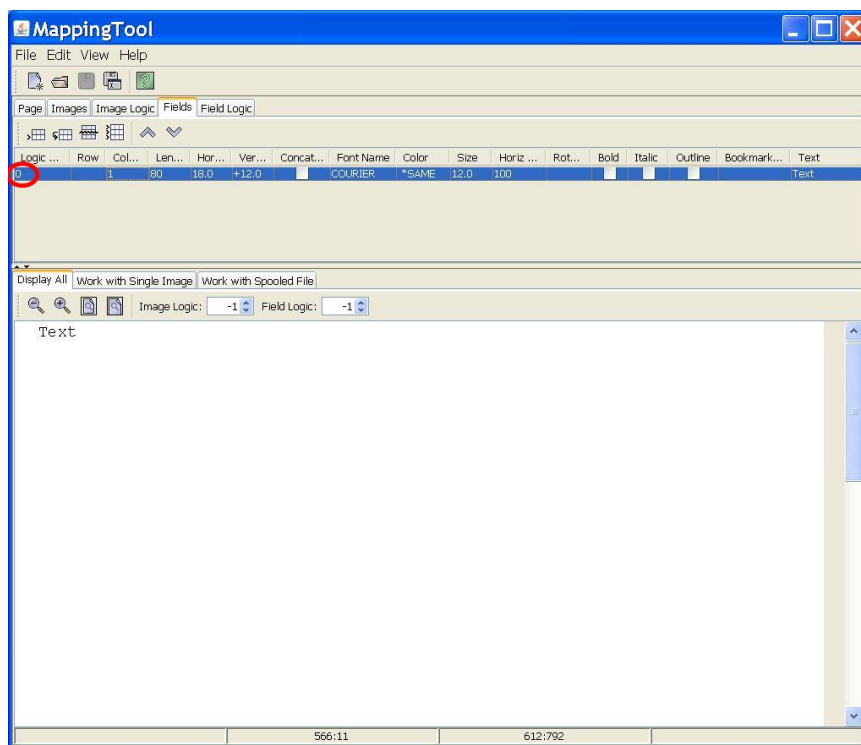 MappingTool
File Edit View Help
Page Images Image Logic Fields Field Logic
Logic ... Row Col... Len... Hor... Ver... Concat... Font Name Color Size Horiz ... Rot... Bold Italic Outline Bookmark... Text
0 1 80 18.0 +12.0 COURIER *SAME 12.0 100 Text
Display All Work with Single Image Work with Spooled File
Image Logic: -1 Field Logic: -1
Text
566:11 612:792